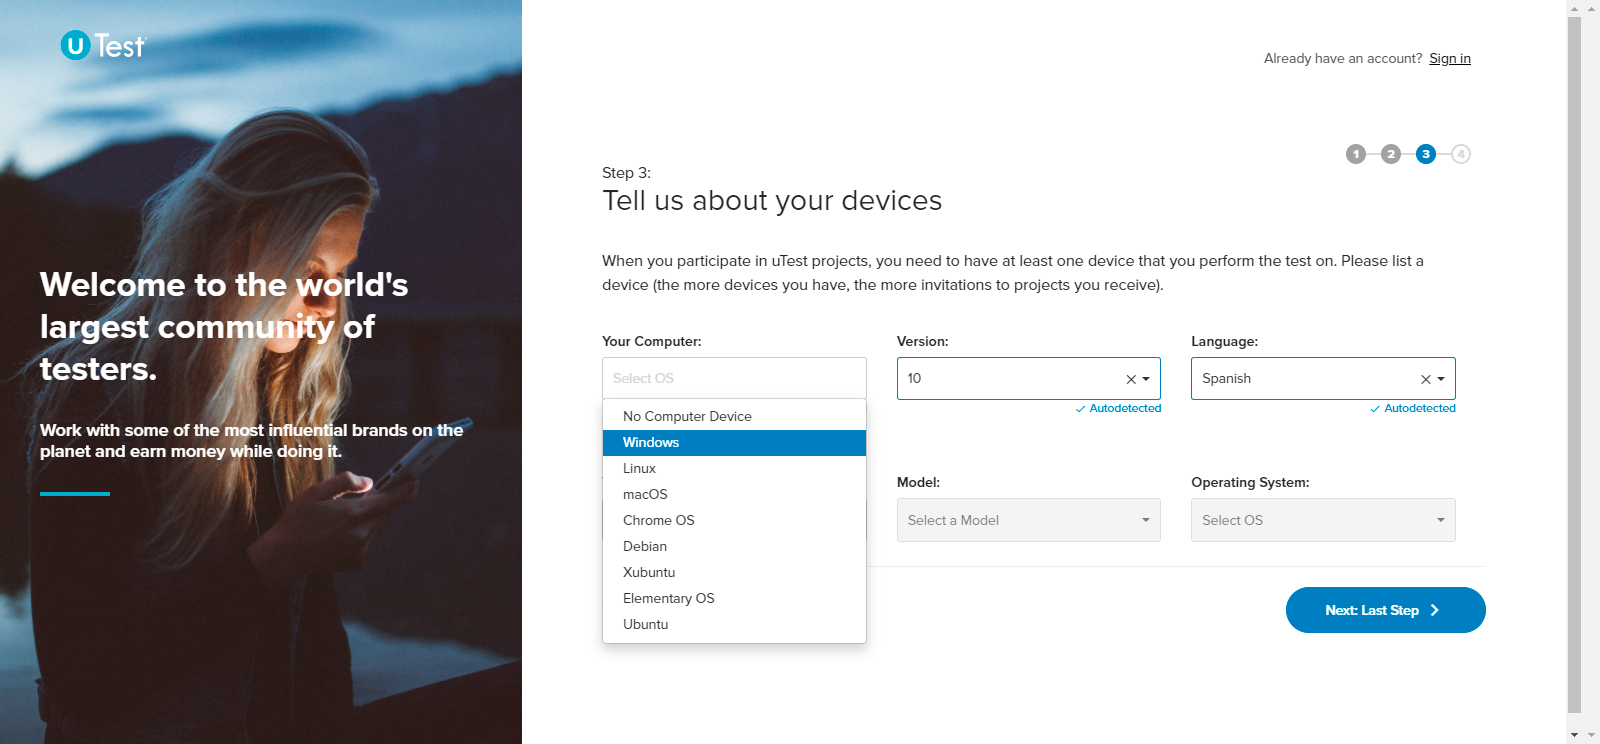 uTest
Already have an account? Sign in
1 2 3 4
Step 3:
Tell us about your devices
Welcome to the world's
largest community of
testers.
Work with some of the most influential brands on the
planet and earn money while doing it.
When you participate in uTest projects, you need to have at least one device that you perform the test on. Please list a
device (the more devices you have, the more invitations to projects you receive).
Your Computer:
Select OS
No Computer Device
Windows
Linux
macOS
Chrome OS
Debian
Xubuntu
Elementary OS
Ubuntu
Version:
10
Autodetected
Language:
Spanish
Autodetected
Model:
Select a Model
Operating System:
Select OS
Next: Last Step